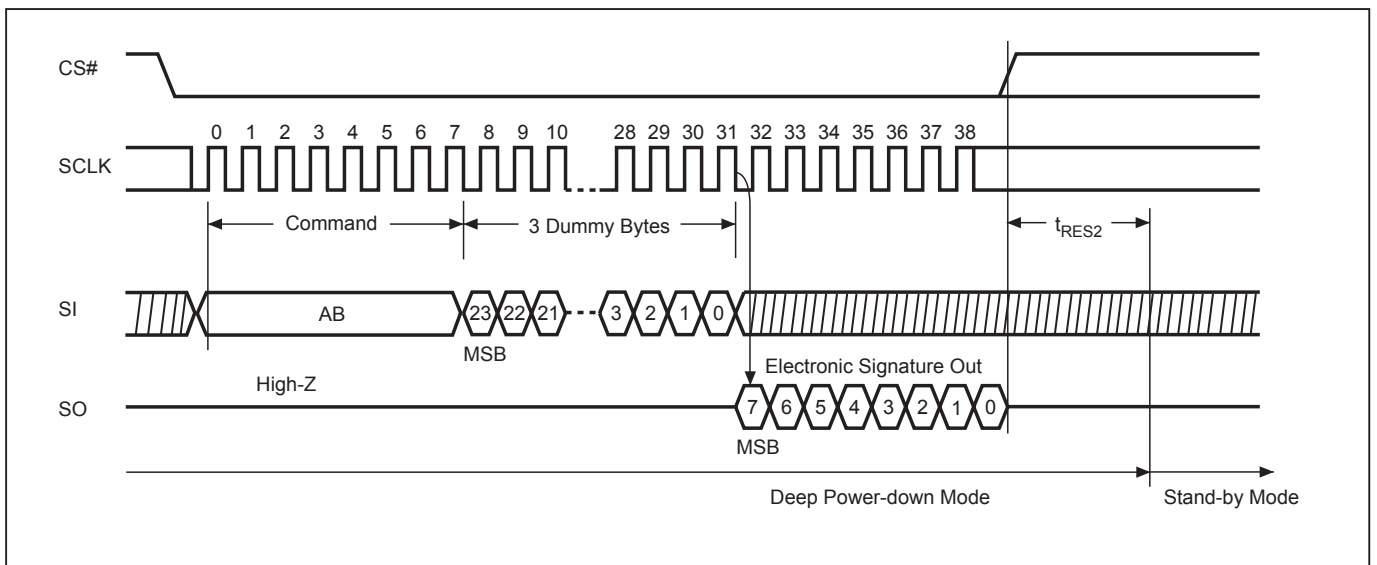 CS#
0 1 2 3 4 5 6 7 8 9 10 28 29 30 31 32 33 34 35 36 37 38
SCLK
Command 3 Dummy Bytes tRES2
SI AB 23 22 21 3 2 1 0
MSB
High-Z Electronic Signature Out
SO 7 6 5 4 3 2 1 0
MSB
Deep Power-down Mode Stand-by Mode